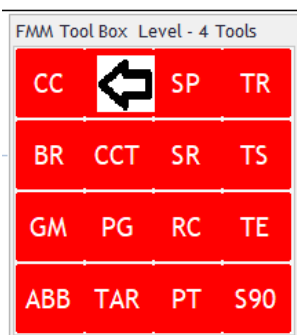 FMM Tool Box Level - 4 Tools
CC SP TR
BR CCT SR TS
GM PG RC TE
ABB TAR PT S90